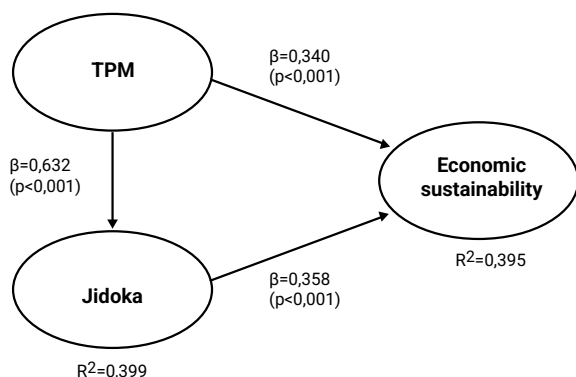 TPM
β=0,340
(p<0,001)
β=0,632
(p<0,001)
Economic
sustainability
R²=0,395
Jidoka
β=0,358
(p<0,001)
R²=0,399